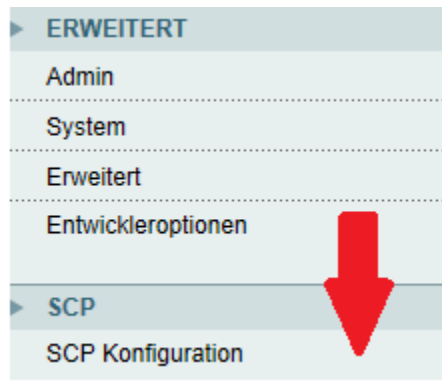 ERWEITERT
Admin
System
Erweitert
Entwickleroptionen
SCP
SCP Konfiguration